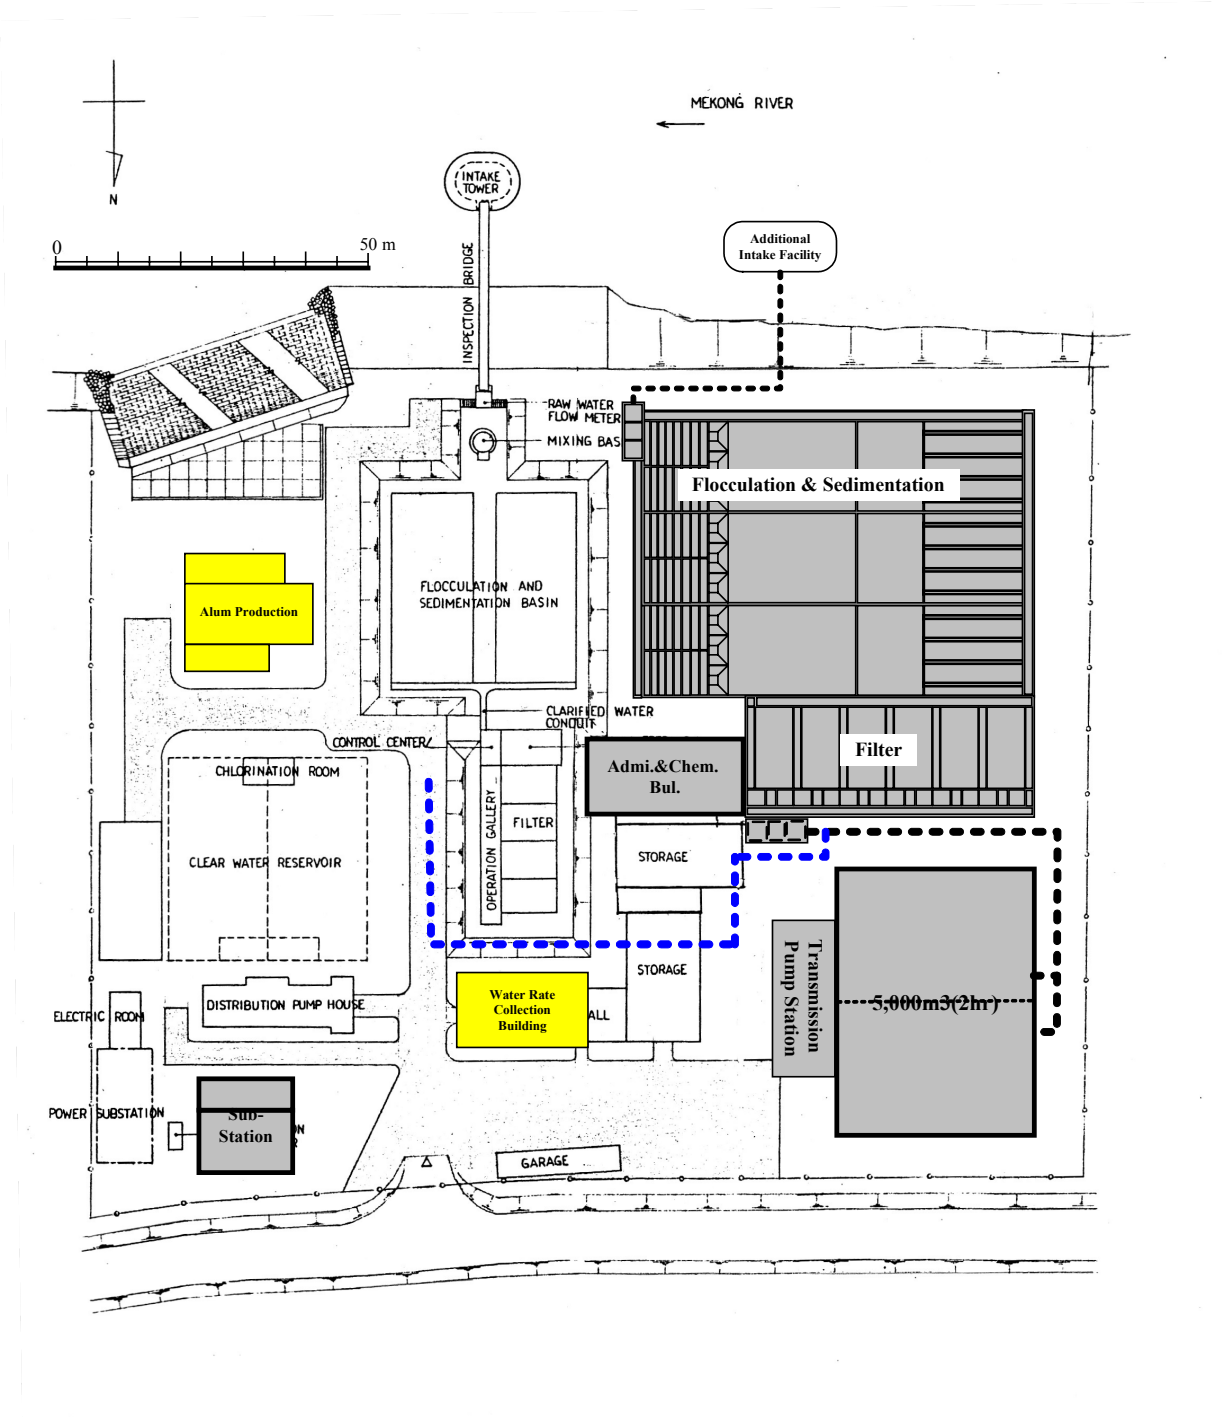 MEKONG RIVER
N
INTAKE
TOWER
0
50 m
INSPECTION BRIDGE
Additional
Intake Facility
RAW WATER
FLOW METER
MIXING BAS
Flocculation & Sedimentation
FLOCCULATION AND
SEDIMENTATION BASIN
Alum Production
CLARIFIED WATER
CONDUIT
CONTROL CENTER
Filter
Admi.&Chem.
Bul.
CHLORINATION ROOM
OPERATION GALLERY
FILTER
CLEAR WATER RESERVOIR
STORAGE
STORAGE
Transmission
Pump Station
5,000m3(2hr)
Water Rate
Collection
Building
ALL
DISTRIBUTION PUMP HOUSE
ELECTRIC ROOM
POWER SUBSTATION
Sub-
Station
ON
R
GARAGE